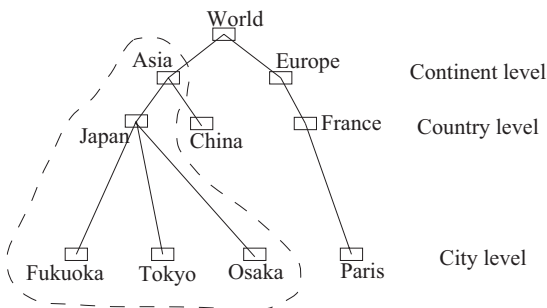 World
Asia
Europe
Continent level
Japan
China
France
Country level
Fukuoka
Tokyo
Osaka
Paris
City level